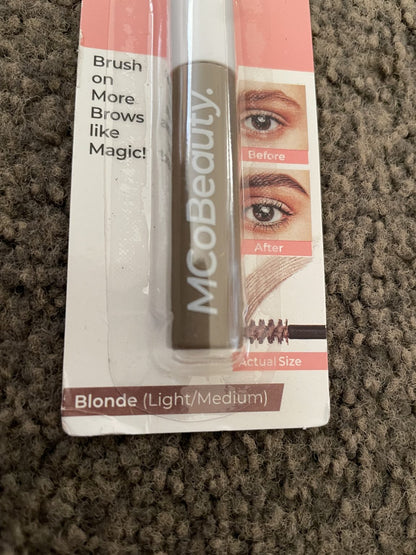 Brush
on
More
Brows
like
Magic!
MCoBeauty.
Before
After
Actual Size
Blonde (Light/Medium)